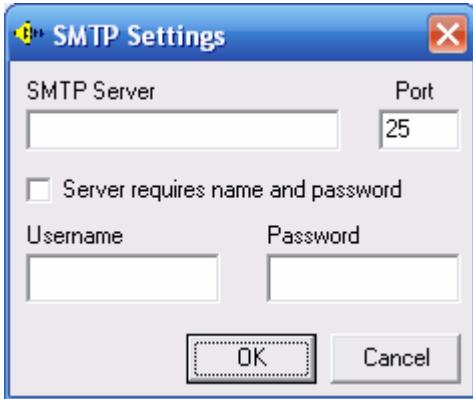 SMTP Settings
SMTP Server Port
25
Server requires name and password
Username Password
OK Cancel